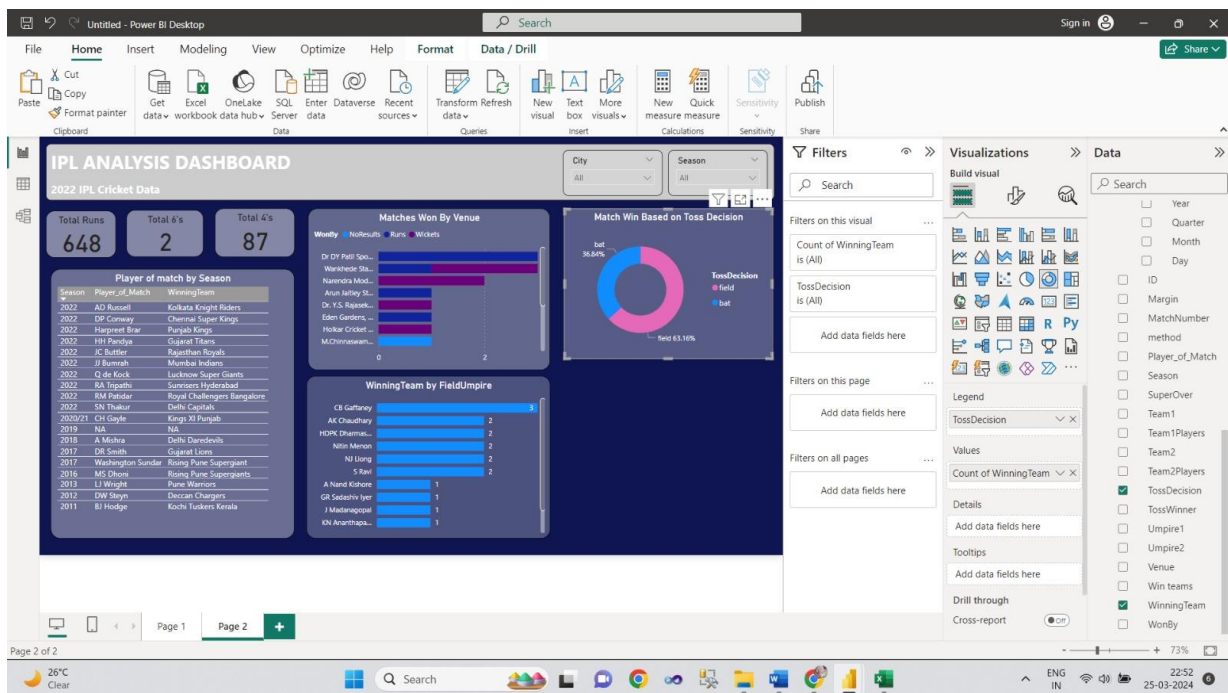 Untitled - Power BI Desktop
Search
Sign in
File Home Insert Modeling View Optimize Help Format Data / Drill
Share
Paste
Cut
Copy
Format painter
Get data
Excel workbook
OneLake data hub
SQL Server
Enter data
Dataverse
Recent sources
Transform data
Refresh
New visual
Text box
More visuals
New measure
Quick measure
Sensitivity
Publish
Clipboard Data Queries Insert Calculations Sensitivity Share
IPL ANALYSIS DASHBOARD
2022 IPL Cricket Data
City
All
Season
All
Total Runs
648
Total 6's
2
Total 4's
87
Player of match by Season
Season Player_of_Match WinningTeam
2022 AD Russell Kolkata Knight Riders
2022 DP Conway Chennai Super Kings
2022 Harpreet Brar Punjab Kings
2022 HH Pandya Gujarat Titans
2022 JC Buttler Rajasthan Royals
2022 JJ Bumrah Mumbai Indians
2022 Q de Kock Lucknow Super Giants
2022 RA Tripathi Sunrisers Hyderabad
2022 RM Patidar Royal Challengers Bangalore
2022 SN Thakur Delhi Capitals
2020/21 CH Gayle Kings XI Punjab
2019 NA NA
2018 A Mishra Delhi Daredevils
2017 DR Smith Gujarat Lions
2017 Washington Sundar Rising Pune Supergiant
2016 MS Dhoni Rising Pune Supergiants
2013 LJ Wright Pune Warriors
2012 DW Steyn Deccan Chargers
2011 BJ Hodge Kochi Tuskers Kerala
Matches Won By Venue
WonBy NoResults Runs Wickets
Dr DY Patil Spo...
Wankhede Sta...
Narendra Mod...
Arun Jaitley St...
Dr. Y.S. Rajasek...
Eden Gardens, ...
Holkar Cricket ...
M.Chinnaswam...
0 2
WinningTeam by FieldUmpire
CB Gaffaney 3
AK Chaudhary 2
HDPK Dharmas... 2
Nitin Menon 2
NJ Llong 2
S Ravi 2
A Nand Kishore 1
GR Sadashiv Iyer 1
J Madanagopal 1
KN Ananthapa... 1
Match Win Based on Toss Decision
bat
36.84%
field 63.16%
TossDecision
field
bat
Filters
Search
Filters on this visual ...
Count of WinningTeam
is (All)
TossDecision
is (All)
Add data fields here
Filters on this page ...
Add data fields here
Filters on all pages ...
Add data fields here
Visualizations
Build visual
R Py
Legend
TossDecision
Values
Count of WinningTeam
Details
Add data fields here
Tooltips
Add data fields here
Drill through
Cross-report
Off
Data
Search
Year
Quarter
Month
Day
ID
Margin
MatchNumber
method
Player_of_Match
Season
SuperOver
Team1
Team1Players
Team2
Team2Players
TossDecision
TossWinner
Umpire1
Umpire2
Venue
Win teams
WinningTeam
WonBy
Page 1
Page 2
Page 2 of 2
73%
26°C
Clear
Search
ENG
IN
22:52
25-03-2024
6